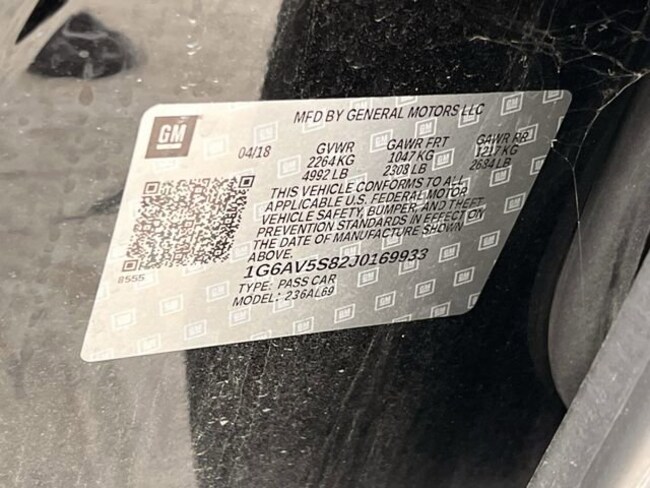 GM
MFD BY GENERAL MOTORS LLC
04/18 GVWR GAWR FRT GAWR RR
2264 KG 1047 KG 1217 KG
4992 LB 2308 LB 2684 LB
THIS VEHICLE CONFORMS TO ALL
APPLICABLE U.S. FEDERAL MOTOR
VEHICLE SAFETY, BUMPER, AND THEFT
PREVENTION STANDARDS IN EFFECT ON
THE DATE OF MANUFACTURE SHOWN
ABOVE.
8555
1G6AV5S82J0169933
TYPE: PASS CAR
MODEL: 236AL69